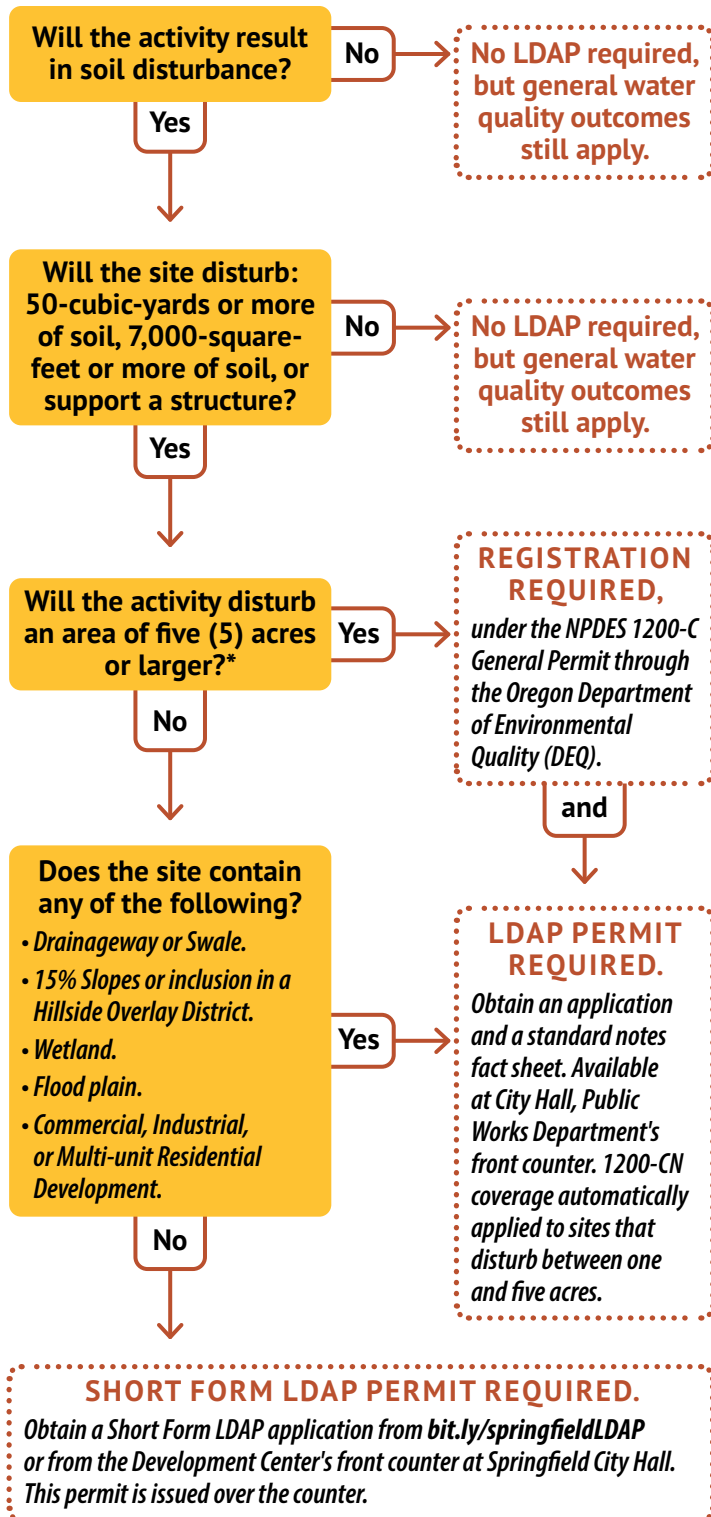 Will the activity result
in soil disturbance?
No
No LDAP required,
but general water
quality outcomes
still apply.
Yes
Will the site disturb:
50-cubic-yards or more
of soil, 7,000-square-
feet or more of soil, or
support a structure?
No
No LDAP required,
but general water
quality outcomes
still apply.
Yes
Will the activity disturb
an area of five (5) acres
or larger?*
Yes
REGISTRATION
REQUIRED,
under the NPDES 1200-C
General Permit through
the Oregon Department
of Environmental
Quality (DEQ).
and
No
Does the site contain
any of the following?
• Drainageway or Swale.
• 15% Slopes or inclusion in a
Hillside Overlay District.
• Wetland.
• Flood plain.
• Commercial, Industrial,
or Multi-unit Residential
Development.
Yes
LDAP PERMIT
REQUIRED.
Obtain an application
and a standard notes
fact sheet. Available
at City Hall, Public
Works Department's
front counter. 1200-CN
coverage automatically
applied to sites that
disturb between one
and five acres.
No
SHORT FORM LDAP PERMIT REQUIRED.
Obtain a Short Form LDAP application from bit.ly/springfieldLDAP
or from the Development Center's front counter at Springfield City Hall.
This permit is issued over the counter.